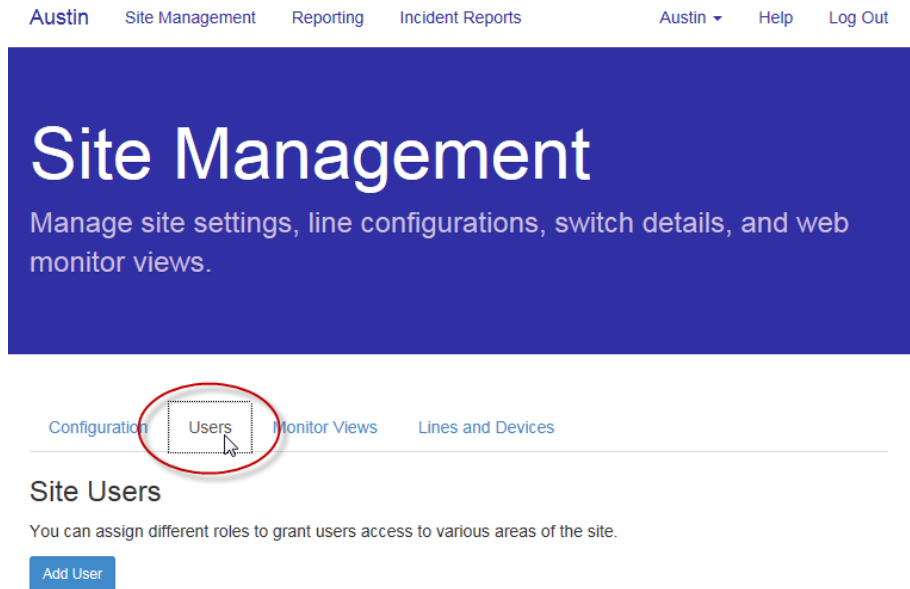 Austin Site Management Reporting Incident Reports Austin Help Log Out
Site Management
Manage site settings, line configurations, switch details, and web
monitor views.
Configuration Users Monitor Views Lines and Devices
Site Users
You can assign different roles to grant users access to various areas of the site.
Add User